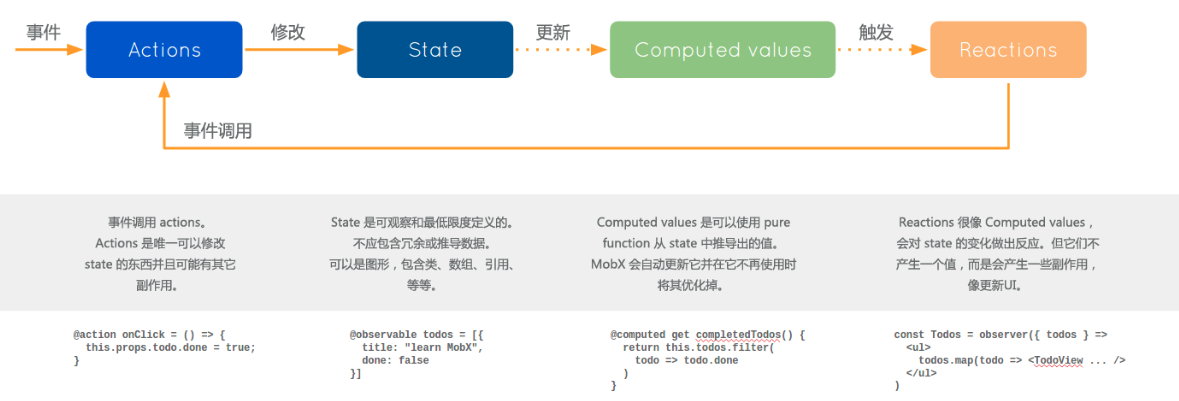 事件
Actions
修改
State
更新
Computed values
触发
Reactions
事件调用
事件调用 actions。
Actions 是唯一可以修改
state 的东西并且可能有其它
副作用。
State 是可观察和最低限度定义的。
不应包含冗余或推导数据。
可以是图形，包含类、数组、引用、
等等。
Computed values 是可以使用 pure
function 从 state 中推导出的值。
MobX 会自动更新它并在它不再使用时
将其优化掉。
Reactions 很像 Computed values，
会对 state 的变化做出反应。但它们不
产生一个值，而是会产生一些副作用，
像更新UI。
@action onClick = () => {
  this.props.todo.done = true;
}
@observable todos = [{
  title: "learn MobX",
  done: false
}]
@computed get completedTodos() {
  return this.todos.filter(
    todo => todo.done
  )
}
const Todos = observer({ todos } =>
  <ul>
    todos.map(todo => <TodoView ... />
  </ul>
)